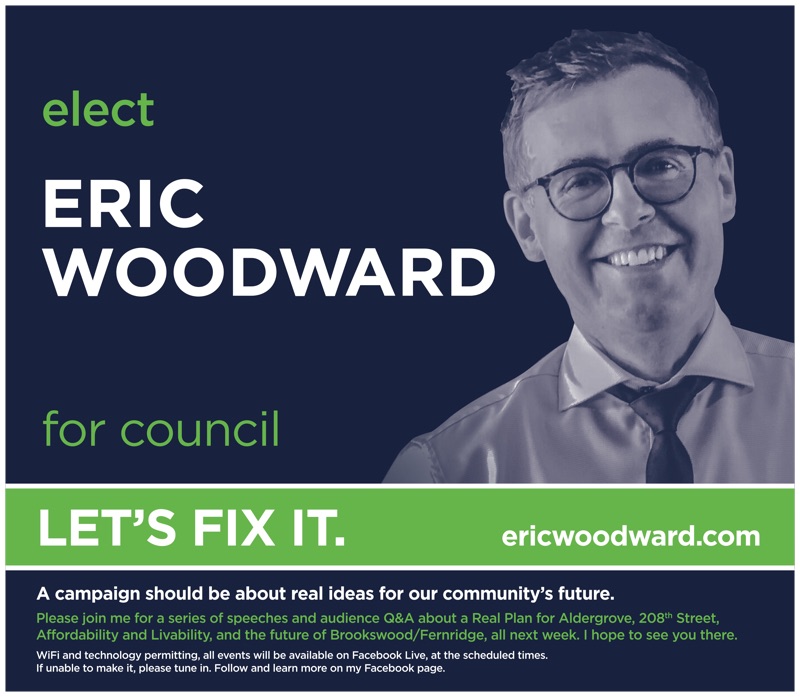 elect
ERIC
WOODWARD
for council
LET’S FIX IT.
ericwoodward.com
A campaign should be about real ideas for our community’s future.
Please join me for a series of speeches and audience Q&A about a Real Plan for Aldergrove, 208th Street,
Affordability and Livability, and the future of Brookswood/Fernridge, all next week. I hope to see you there.
WiFi and technology permitting, all events will be available on Facebook Live, at the scheduled times.
If unable to make it, please tune in. Follow and learn more on my Facebook page.